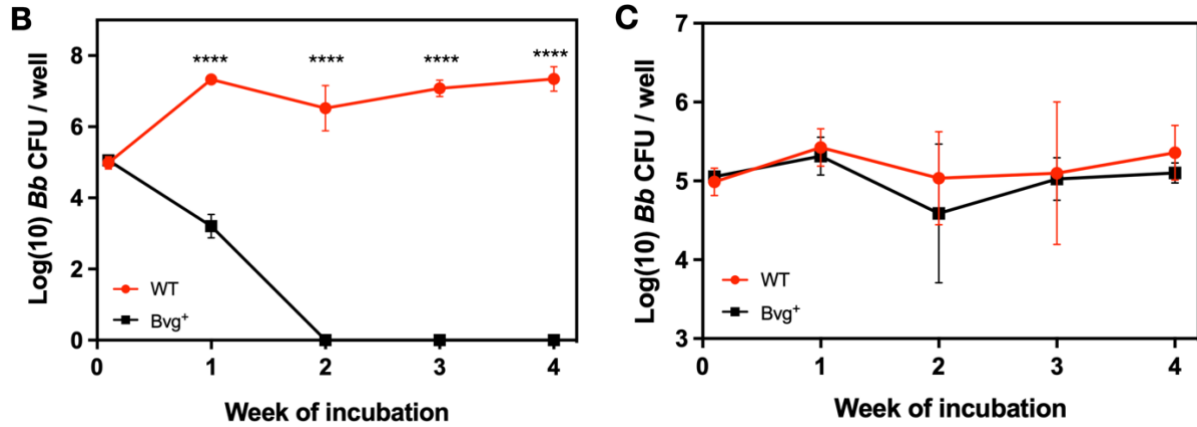 B
Log(10) Bb CFU / well
8
6
4
2
0
**** **** **** ****
WT
Bvg⁺
0 1 2 3 4
Week of incubation
C
Log(10) Bb CFU / well
7
6
5
4
3
WT
Bvg⁺
0 1 2 3 4
Week of incubation